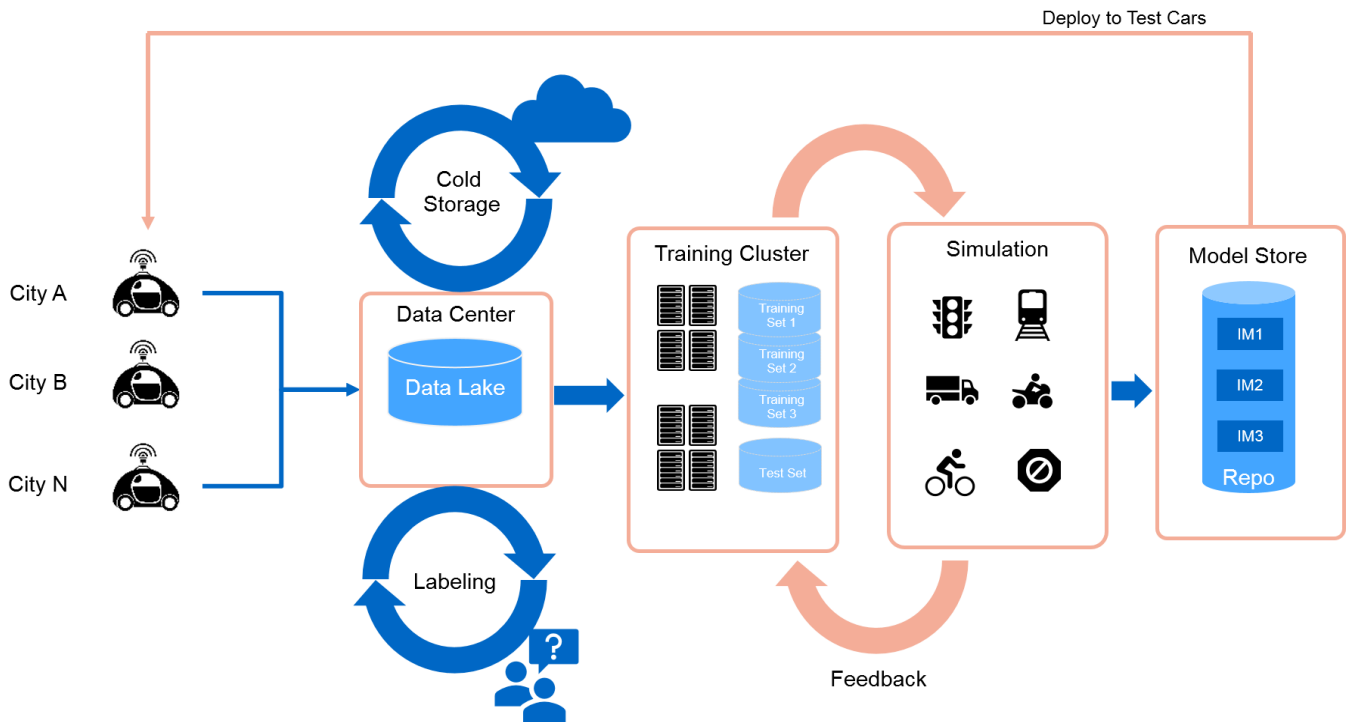 Deploy to Test Cars
Cold
Storage
City A
City B
City N
Data Center
Data Lake
Labeling
?
Training Cluster
Training
Set 1
Training
Set 2
Training
Set 3
Test Set
Simulation
Feedback
Model Store
IM1
IM2
IM3
Repo